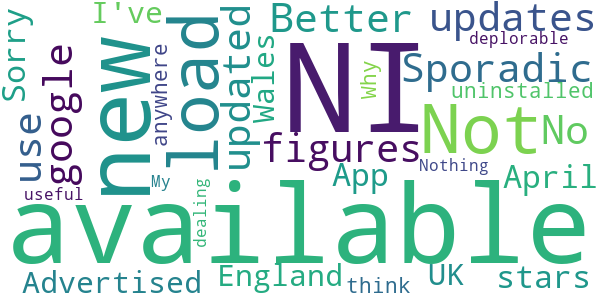 I've
Better
updates
deplorable
Sorry
new
load
updated
Wales
anywhere
google
use
NI
Why
Sporadic
uninstalled
Not
No
figures
Nothing
App
April
My
useful
dealing
available
Advertised
England
think
UK
stars